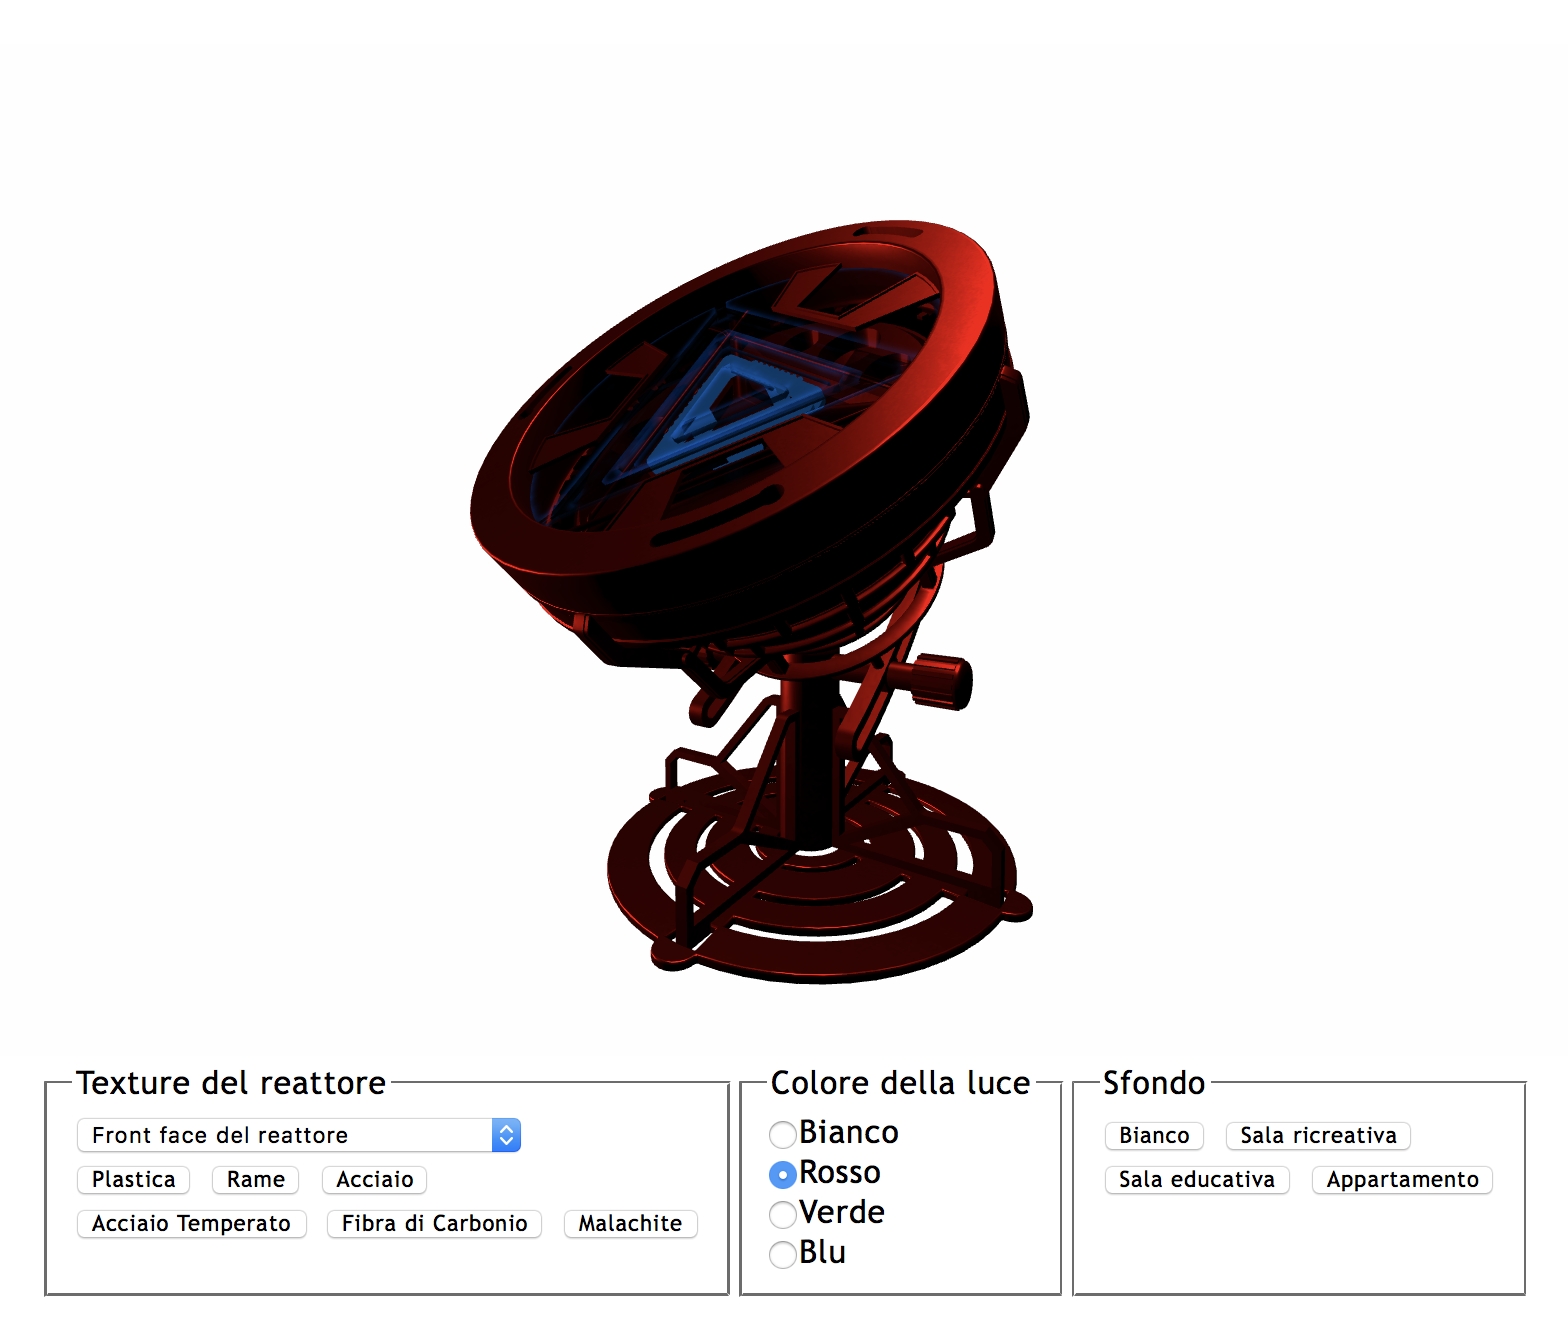 Texture del reattore
Front face del reattore
Plastica Rame Acciaio
Acciaio Temperato Fibra di Carbonio Malachite
Colore della luce
Bianco
Rosso
Verde
Blu
Sfondo
Bianco Sala ricreativa
Sala educativa Appartamento